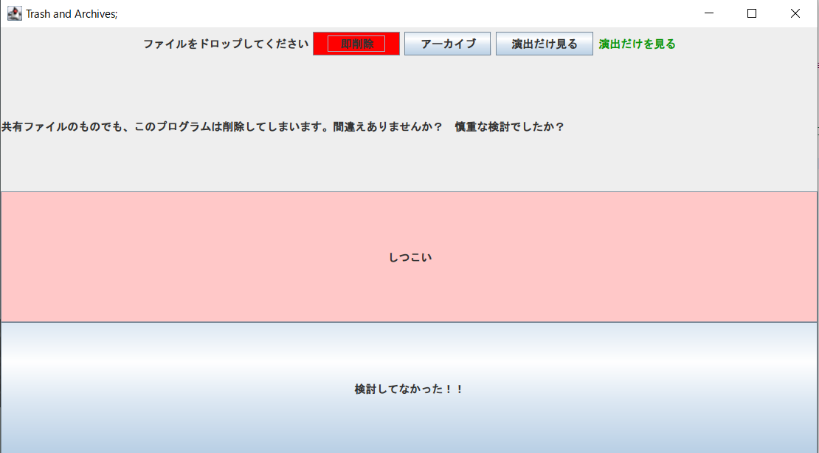 Trash and Archives;
ファイルをドロップしてください 即削除 アーカイブ 演出だけ見る 演出だけを見る
共有ファイルのものでも、このプログラムは削除してしまいます。間違えありませんか？　慎重な検討でしたか？
しつこい
検討してなかった！！